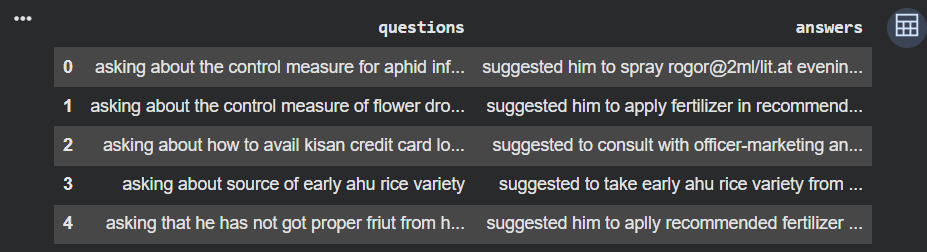 questions answers
0 asking about the control measure for aphid inf... suggested him to spray rogor@2ml/lit.at evenin...
1 asking about the control measure of flower dro... suggested him to apply fertilizer in recommend...
2 asking about how to avail kisan credit card lo... suggested to consult with officer-marketing an...
3 asking about source of early ahu rice variety suggested to take early ahu rice variety from ...
4 asking that he has not got proper friut from h... suggested him to aplly recommended fertilizer ...